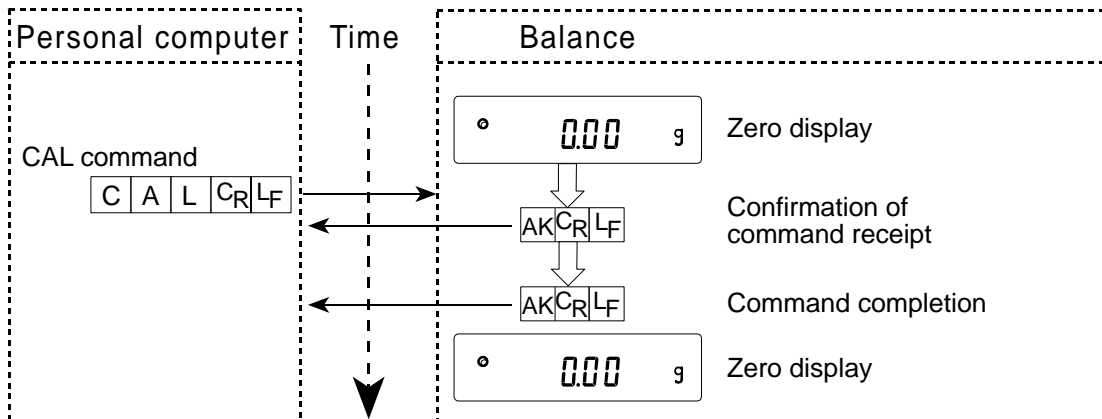 Personal computer Time Balance
0.00 g Zero display
CAL command
C A L CR LF
AK CR LF Confirmation of
command receipt
AK CR LF Command completion
0.00 g Zero display